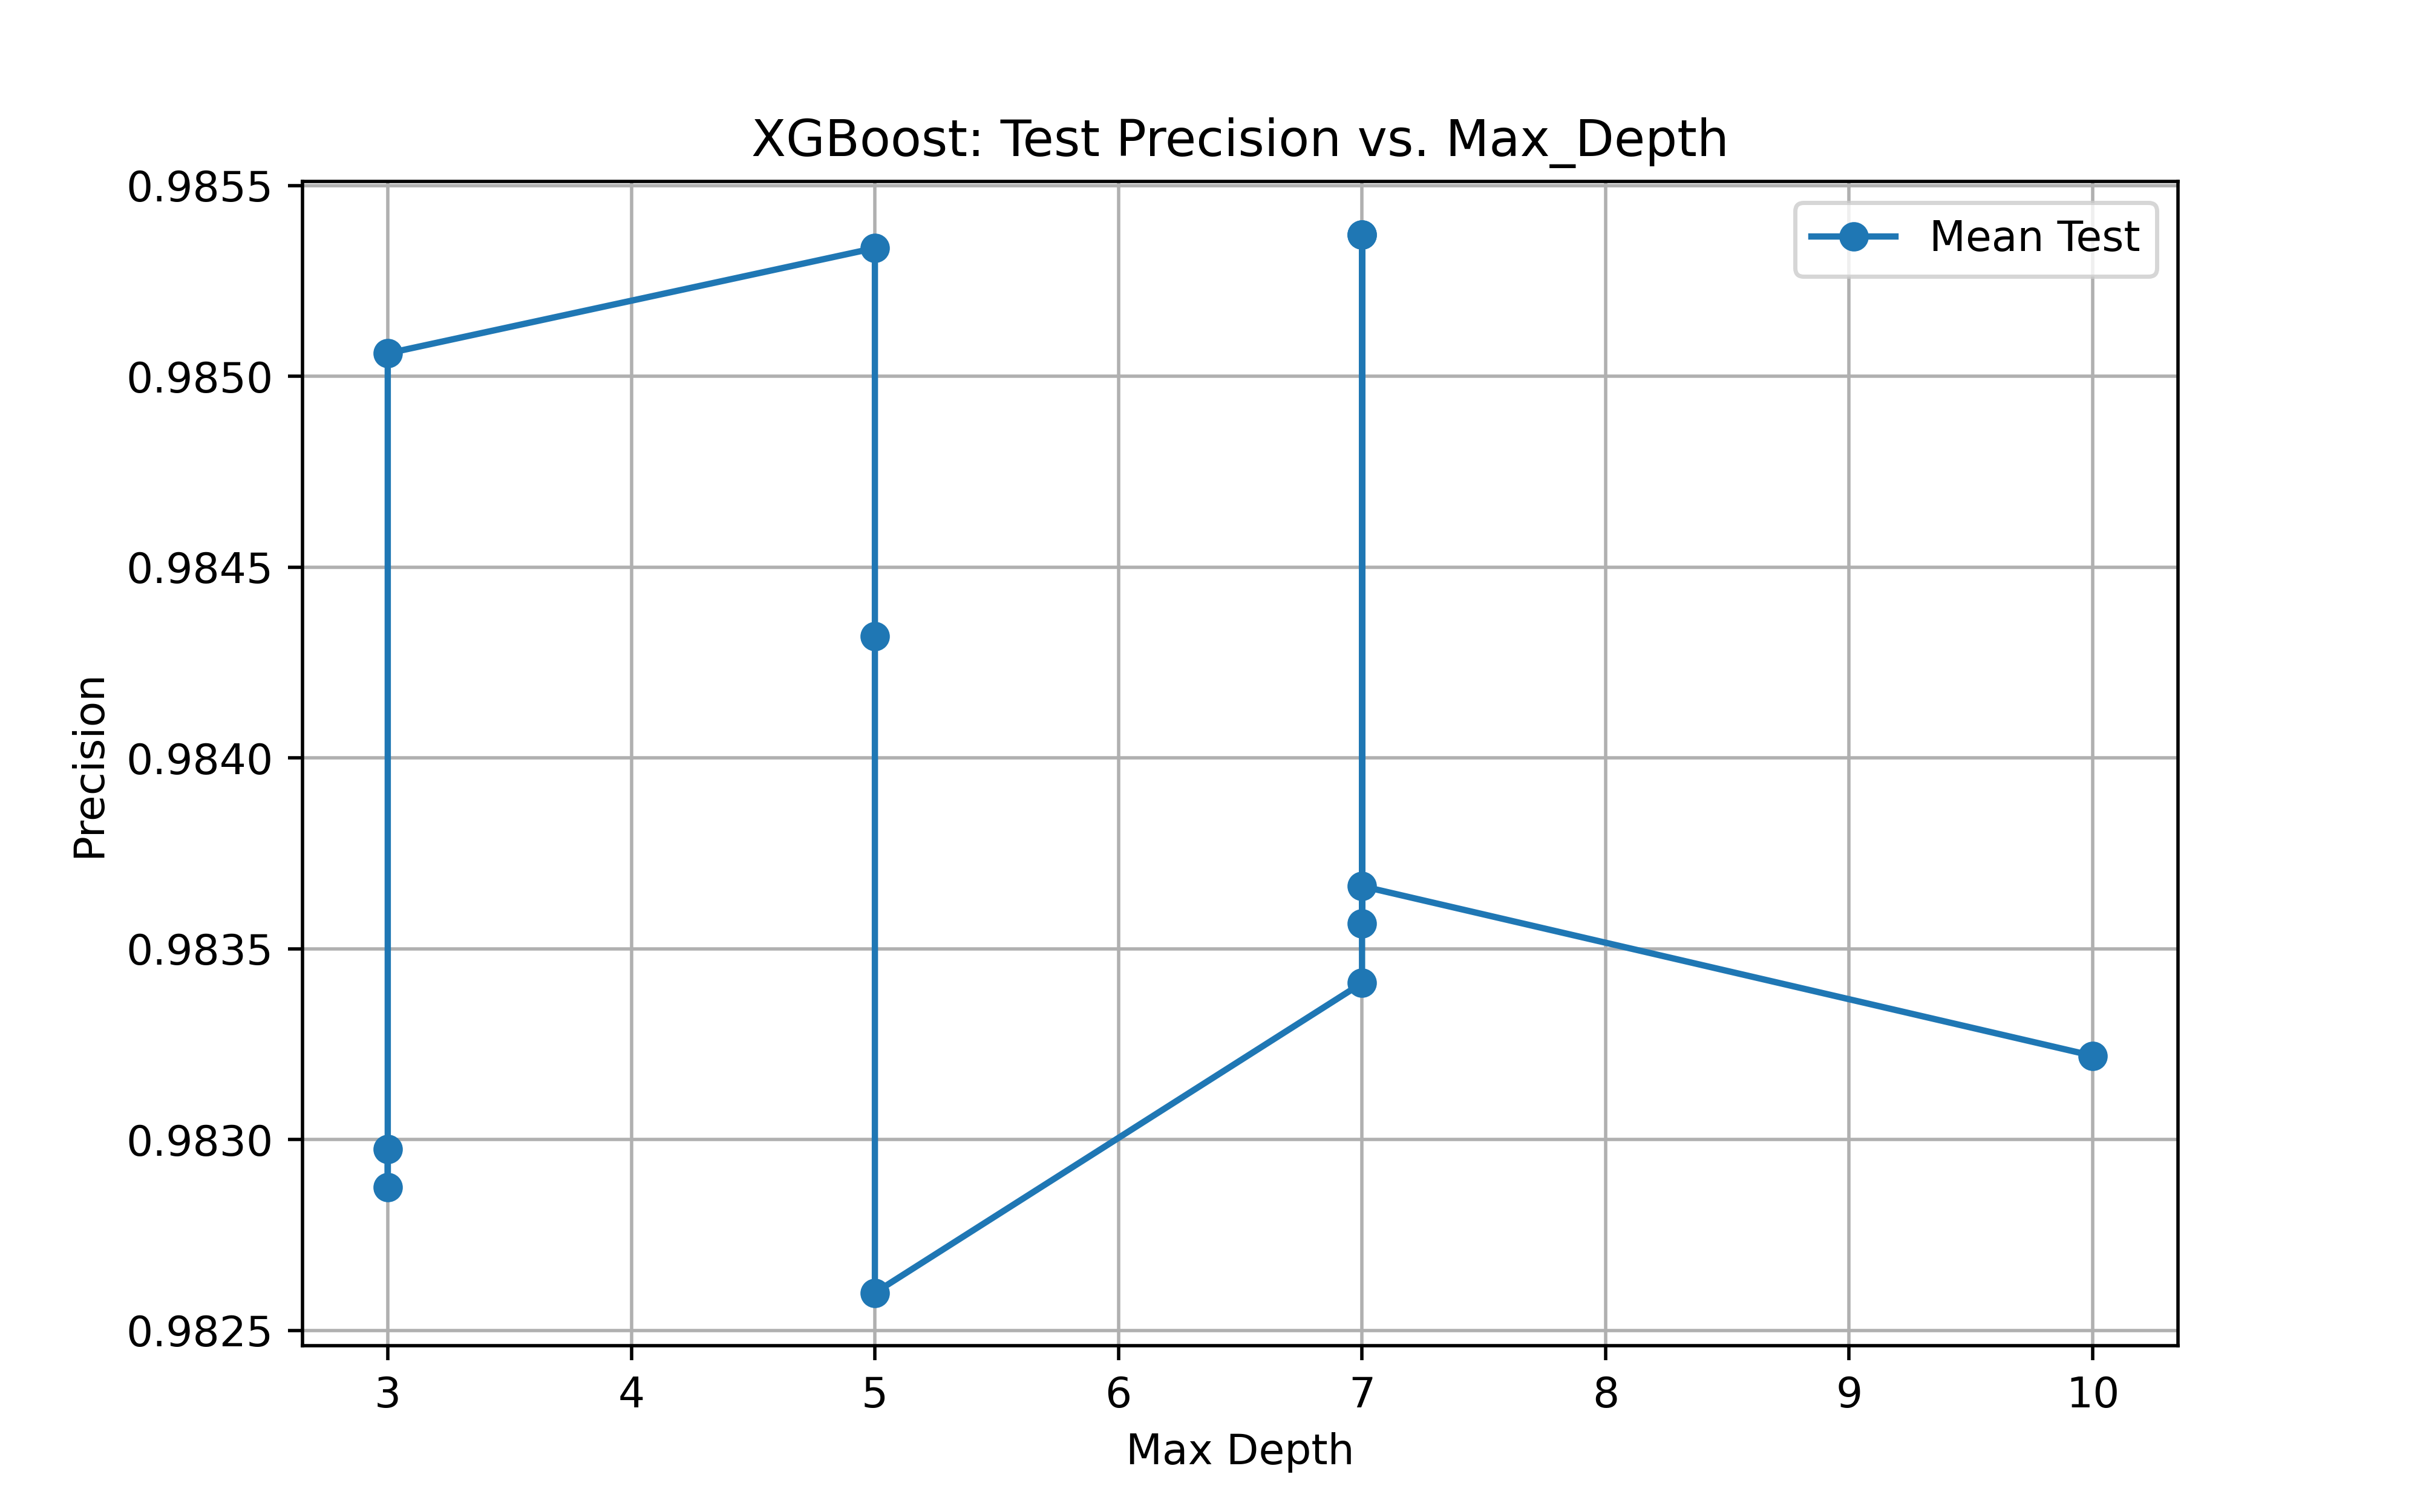 XGBoost: Test Precision vs. Max_Depth
Mean Test
Precision
0.9855
0.9850
0.9845
0.9840
0.9835
0.9830
0.9825
3 4 5 6 7 8 9 10
Max Depth